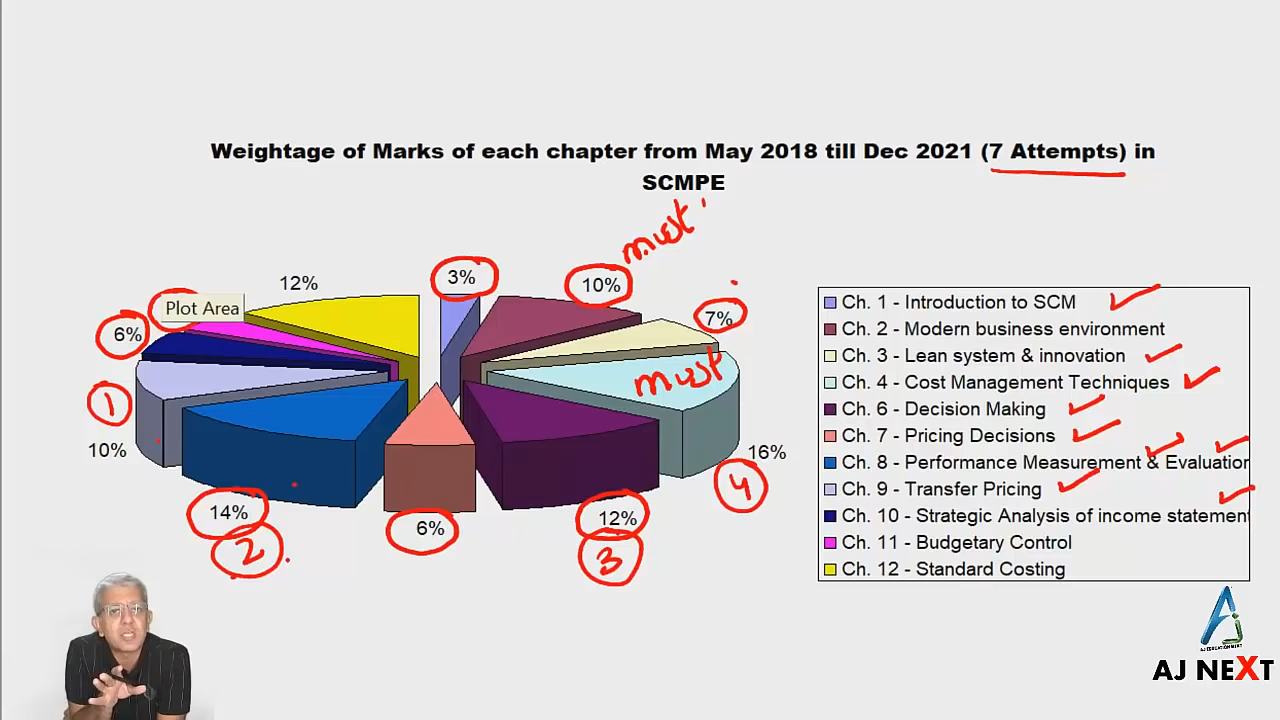 Weightage of Marks of each chapter from May 2018 till Dec 2021 (7 Attempts) in
SCMPE
must
3%
12%
10%
Plot Area
7%
6%
must
1
10%
16%
4
14%
2
6%
12%
3
Ch. 1 - Introduction to SCM
Ch. 2 - Modern business environment
Ch. 3 - Lean system & innovation
Ch. 4 - Cost Management Techniques
Ch. 6 - Decision Making
Ch. 7 - Pricing Decisions
Ch. 8 - Performance Measurement & Evaluation
Ch. 9 - Transfer Pricing
Ch. 10 - Strategic Analysis of income statement
Ch. 11 - Budgetary Control
Ch. 12 - Standard Costing
AJ EDUCATION NEXT
AJ NEXT